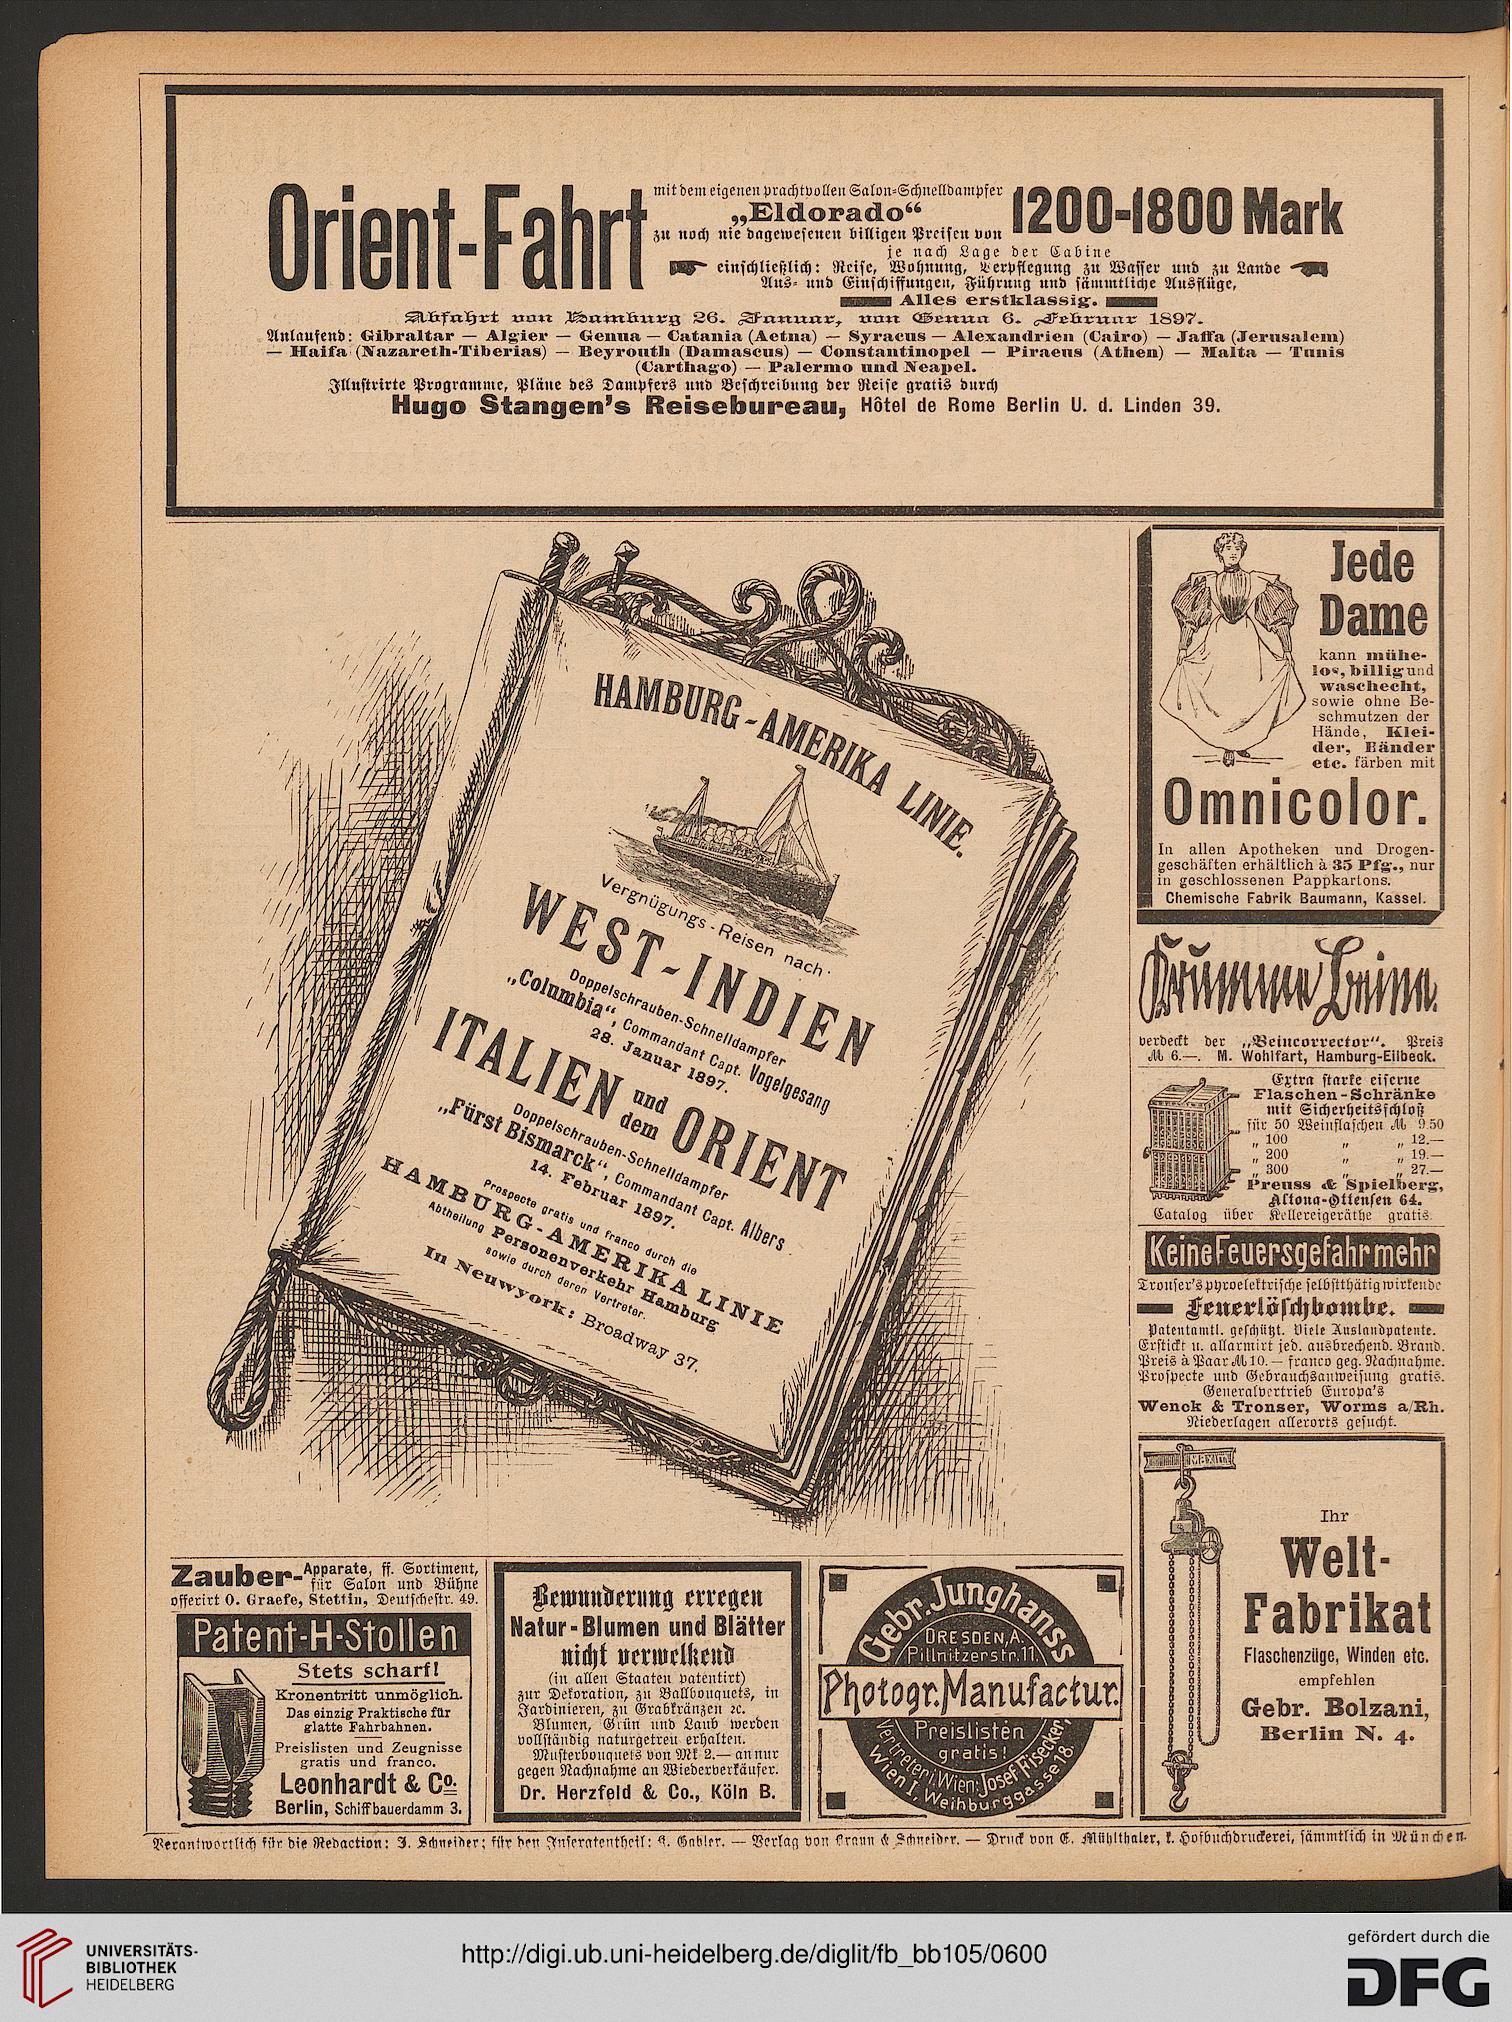 Orient-Fahrt
mit dem eigenen prachtvollen Salon-Schnelldampfer
„Eldorado“
zu noch nie dagewesenen billigen Preisen von
1200-1800 Mark
je nach Lage der Cabine
einschließlich: Reise, Wohnung, Verpflegung zu Wasser und zu Lande
Aus- und Einschiffungen, Führung und sämmtliche Ausflüge,
Alles erstklassig.
Abfahrt von Hamburg 26. Januar, von Genua 6. Februar 1897.
Anlaufend: Gibraltar — Algier — Genua — Catania (Aetna) — Syracus — Alexandrien (Cairo) — Jaffa (Jerusalem)
— Haifa (Nazareth-Tiberias) — Beyrouth (Damascus) — Constantinopel — Piraeus (Athen) — Malta — Tunis
(Carthago) — Palermo und Neapel.
Illustrirte Programme, Pläne des Dampfers und Beschreibung der Reise gratis durch
Hugo Stangen's Reisebureau, Hôtel de Rome Berlin U. d. Linden 39.
HAMBURG-AMERIKA LINIE.
Vergnügungs-Reisen nach
WEST-INDIEN
Doppelschrauben-Schnelldampfer
„Columbia“, Commandant Capt. Vogelgesang
28. Januar 1897.
ITALIEN und dem ORIENT
Doppelschrauben-Schnelldampfer
„Fürst Bismarck“, Commandant Capt. Albers
14. Februar 1897.
Prospecte gratis und franco durch die
HAMBURG-AMERIKA LINIE
Abtheilung Personenverkehr Hamburg
sowie durch deren Vertreter.
In Newyork: Broadway 37.
Jede
Dame
kann mühe-
los, billig und
waschecht,
sowie ohne Be-
schmutzen der
Hände, Klei-
der, Bänder
etc. färben mit
Omnicolor.
In allen Apotheken und Drogen-
geschäften erhältlich à 35 Pfg., nur
in geschlossenen Pappkartons.
Chemische Fabrik Baumann, Kassel.
Krumme Beine
verdeckt der „Beincorrector“. Preis
M 6.—. M. Wohlfart, Hamburg-Eilbeck.
Extra starke eiserne
Flaschen-Schränke
mit Sicherheitsschloß
für 50 Weinflaschen M 9.50
„ 100 „ „ 12.—
„ 200 „ „ 19.—
„ 300 „ „ 27.—
Preuss & Spielberg,
Altona-Ottensen 64.
Catalog über Kellereigeräthe gratis.
Keine Feuersgefahr mehr
Tronser's pyroelektrische selbstthätig wirkende
Feuerlöschbombe.
Patentamtl. geschützt. Viele Auslandpatente.
Erstickt u. allarmirt jed. ausbrechend. Brand.
Preis à Paar M 10.— franco geg. Nachnahme.
Prospecte und Gebrauchsanweisung gratis.
Generalvertrieb Europa's
Wenck & Tronser, Worms a/Rh.
Niederlagen allerorts gesucht.
MAXIM
Ihr
Welt-
Fabrikat
Flaschenzüge, Winden etc.
empfehlen
Gebr. Bolzani,
Berlin N. 4.
Zauber-Apparate, ff. Sortiment,
für Salon und Bühne
offerirt O. Graefe, Stettin, Deutschestr. 49.
Patent-H-Stollen
Stets scharf!
Kronentritt unmöglich.
Das einzig Praktische für
glatte Fahrbahnen.
Preislisten und Zeugnisse
gratis und franco.
Leonhardt & Co.
Berlin, Schiffbauerdamm 3.
Bewunderung erregen
Natur-Blumen und Blätter
nicht verwelkend
(in allen Staaten patentirt)
zur Dekoration, zu Ballbouquets, in
Jardinieren, zu Grabkränzen ꝛc.
Blumen, Grün und Laub werden
vollständig naturgetreu erhalten.
Musterbouquets von Mk 2.— an nur
gegen Nachnahme an Wiederverkäufer.
Dr. Herzfeld & Co., Köln B.
Gebr. Junghanss
DRESDEN, A.
Pillnitzerstr. 11.
Photogr. Manufactur.
Preislisten
gratis!
Vertreter i. Wien: Josef Fisecker,
Wien I, Weihburggasse 18.
Verantwortlich für die Redaction: J. Schneider; für den Inseratentheil: A. Gabler. — Verlag von Braun & Schneider. — Druck von E. Mühlthaler, k. Hofbuchdruckerei, sämmtlich in München.
UNIVERSITÄTS-
BIBLIOTHEK
HEIDELBERG
http://digi.ub.uni-heidelberg.de/diglit/fb_bb105/0600
gefördert durch die
DFG